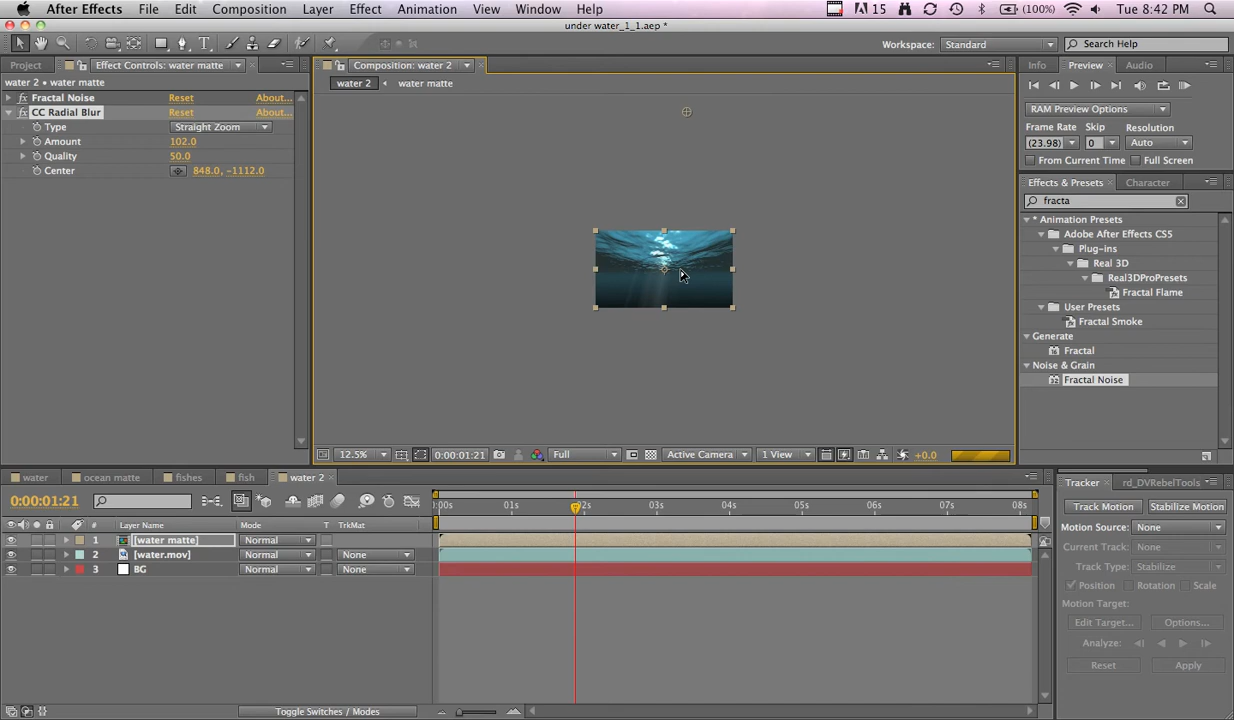 After Effects File Edit Composition Layer Effect Animation View Window Help 15 (100%) Tue 8:42 PM
under water_1_1.aep *
Workspace: Standard Search Help
Project Effect Controls: water matte Composition: water 2 Info Preview Audio
water 2 • water matte water 2 water matte
Fractal Noise Reset About...
CC Radial Blur Reset About...
Type Straight Zoom
Amount 102.0
Quality 50.0
Center 848.0, -1112.0
RAM Preview Options
Frame Rate Skip Resolution
(23.98) 0 Auto
From Current Time Full Screen
Effects & Presets Character
fracta
* Animation Presets
Adobe After Effects CS5
Plug-ins
Real 3D
Real3DProPresets
Fractal Flame
User Presets
Fractal Smoke
Generate
Fractal
Noise & Grain
Fractal Noise
12.5% 0:00:01:21 Full Active Camera 1 View +0.0
water ocean matte fishes fish water 2
0:00:01:21 :00s 01s 02s 03s 04s 05s 06s 07s 08s
# Layer Name Mode T TrkMat
1 [water matte] Normal
2 [water.mov] Normal None
3 BG Normal None
Toggle Switches / Modes
Tracker rd_DVRebelTools
Track Motion Stabilize Motion
Motion Source: None
Current Track: None
Track Type: Stabilize
Position Rotation Scale
Motion Target:
Edit Target... Options...
Analyze:
Reset Apply